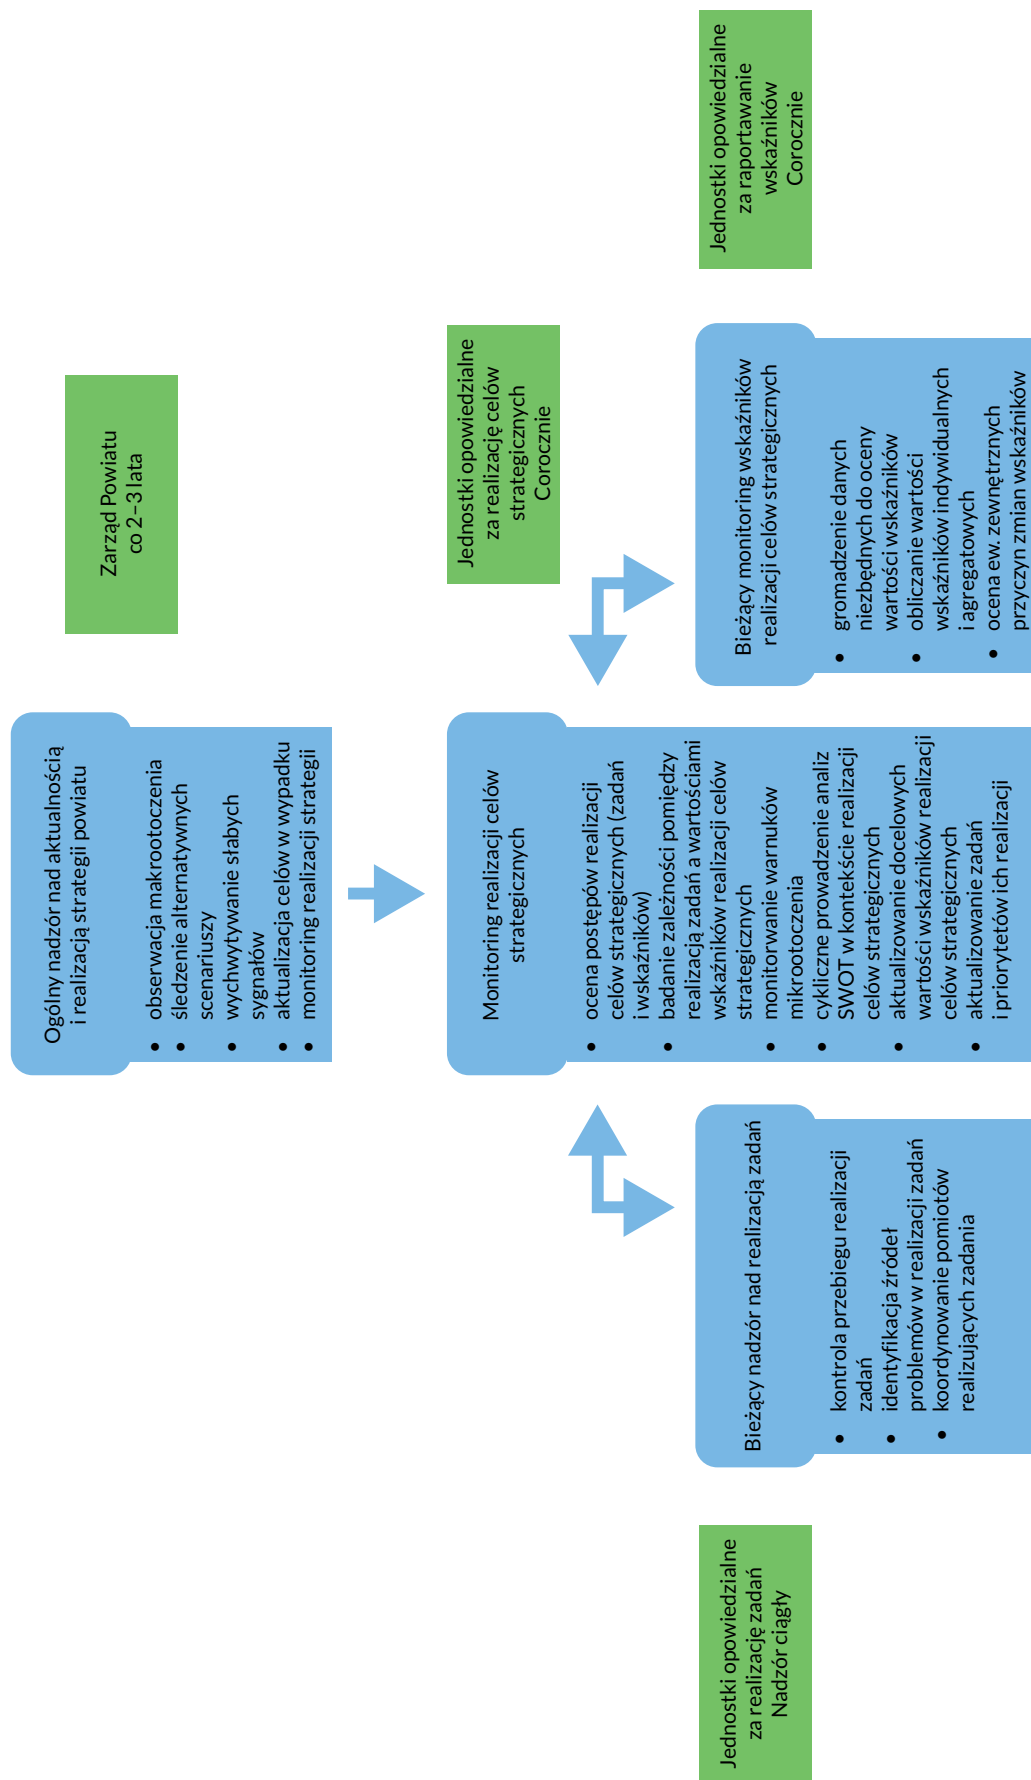 Ogólny nadzór nad aktualnością
i realizacją strategii powiatu
• obserwacja makrootoczenia
• śledzenie alternatywnych
scenariuszy
• wychwytywanie słabych
sygnałów
• aktualizacja celów w wypadku
• monitoring realizacji strategii
Zarząd Powiatu
co 2–3 lata
Monitoring realizacji celów
strategicznych
• ocena postępów realizacji
celów strategicznych (zadań
i wskaźników)
• badanie zależności pomiędzy
realizacją zadań a wartościami
wskaźników realizacji celów
strategicznych
• monitorwanie warnuków
mikrootoczenia
• cykliczne prowadzenie analiz
SWOT w kontekście realizacji
celów strategicznych
• aktualizowanie docelowych
wartości wskaźników realizacji
celów strategicznych
• aktualizowanie zadań
i priorytetów ich realizacji
Jednostki opowiedzialne
za realizację celów
strategicznych
Corocznie
Jednostki opowiedzialne
za realizację zadań
Nadzór ciągły
Bieżący nadzór nad realizacją zadań
• kontrola przebiegu realizacji
zadań
• identyfikacja źródeł
problemów w realizacji zadań
• koordynowanie pomiotów
realizujących zadania
Bieżący monitoring wskaźników
realizacji celów strategicznych
• gromadzenie danych
niezbędnych do oceny
wartości wskaźników
• obliczanie wartości
wskaźników indywidualnych
i agregatowych
• ocena ew. zewnętrznych
przyczyn zmian wskaźników
Jednostki opowiedzialne
za raportawanie
wskaźników
Corocznie